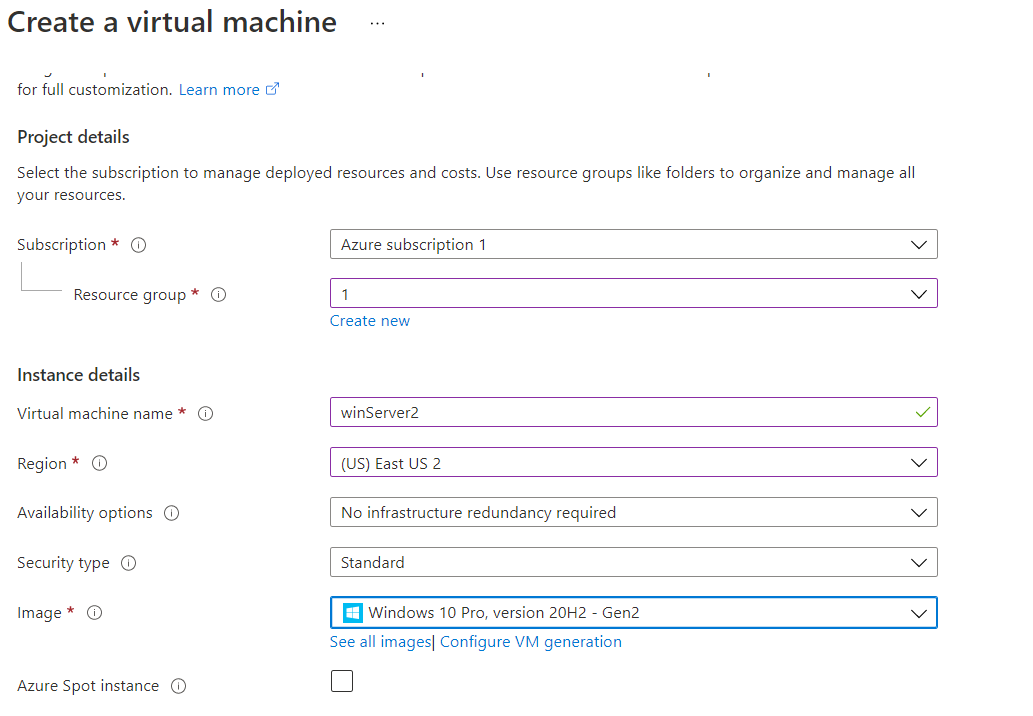 Create a virtual machine ...
for full customization. Learn more
Project details
Select the subscription to manage deployed resources and costs. Use resource groups like folders to organize and manage all
your resources.
Subscription *
Azure subscription 1
Resource group *
1
Create new
Instance details
Virtual machine name *
winServer2
Region *
(US) East US 2
Availability options
No infrastructure redundancy required
Security type
Standard
Image *
Windows 10 Pro, version 20H2 - Gen2
See all images| Configure VM generation
Azure Spot instance